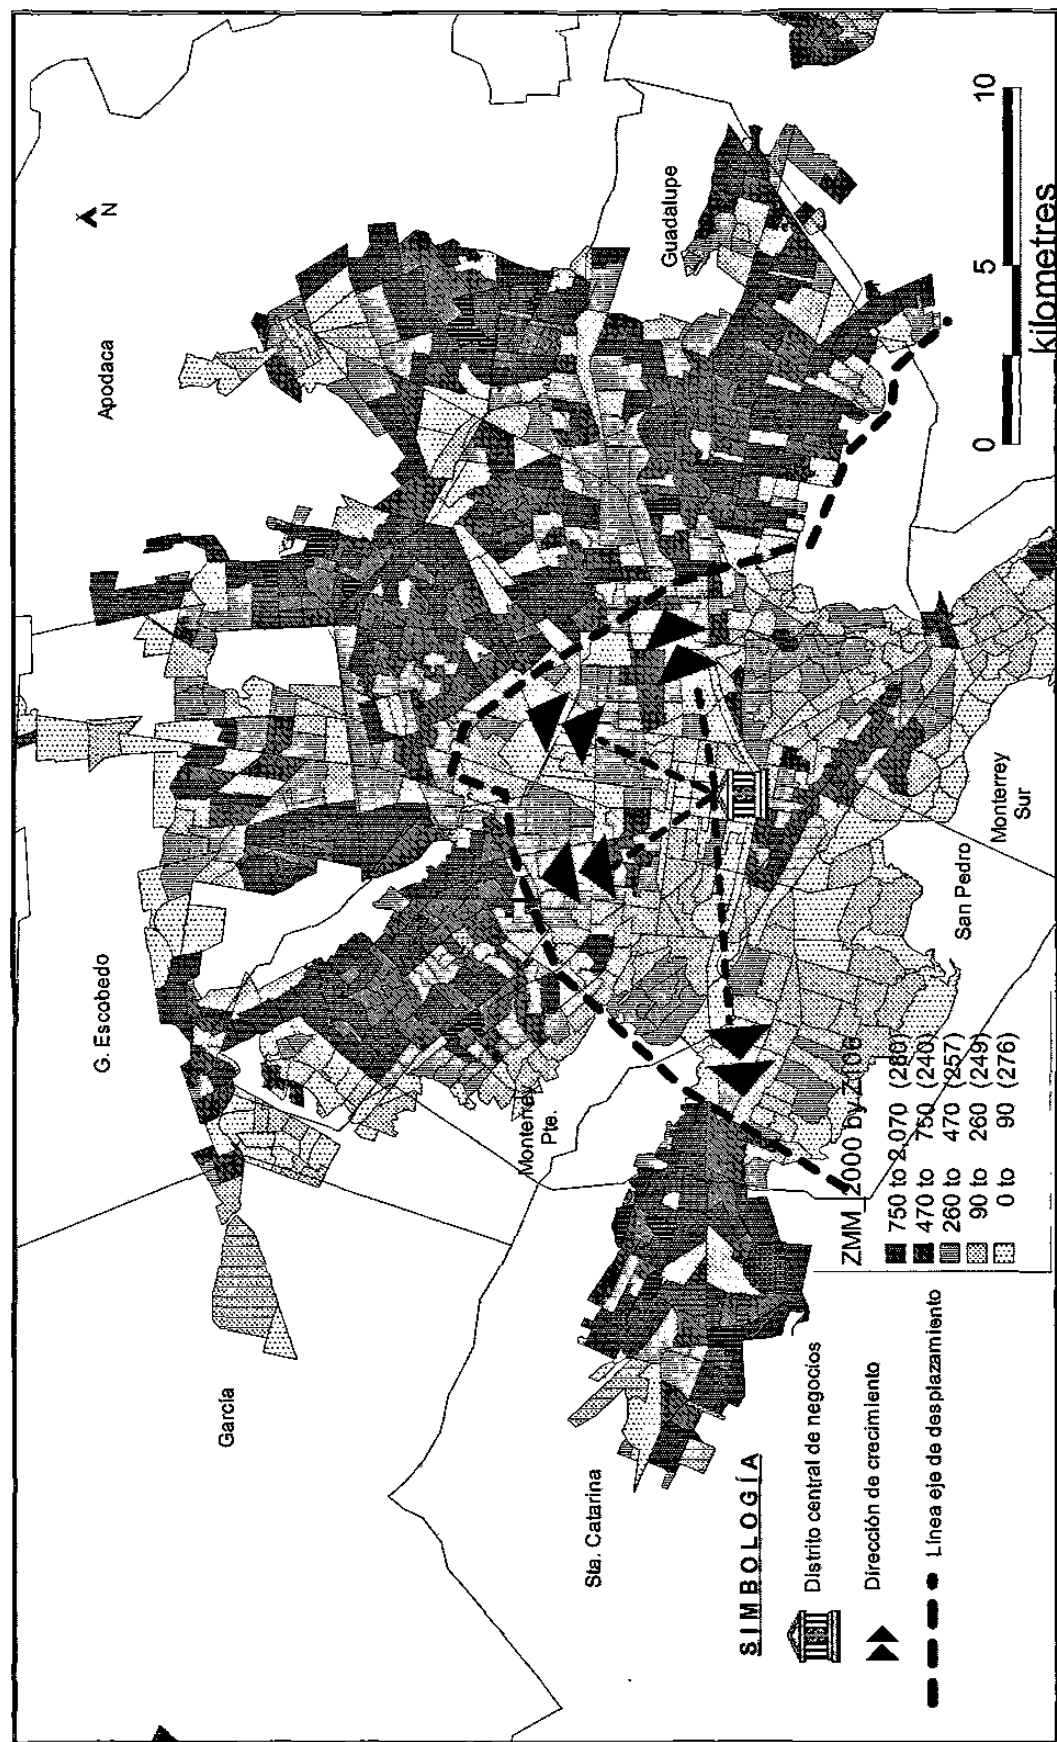 García
G. Escobedo
Apodaca
N
Guadalupe
Monterrey
Pte.
Sta. Catarina
San Pedro
Monterrey
Sur
SIMBOLOGÍA
Distrito central de negocios
Dirección de crecimiento
Línea eje de desplazamiento
ZMM_2000 by Z106
750 to 2,070 (280)
470 to 750 (240)
260 to 470 (257)
90 to 260 (249)
0 to 90 (276)
0 5 10
kilometres